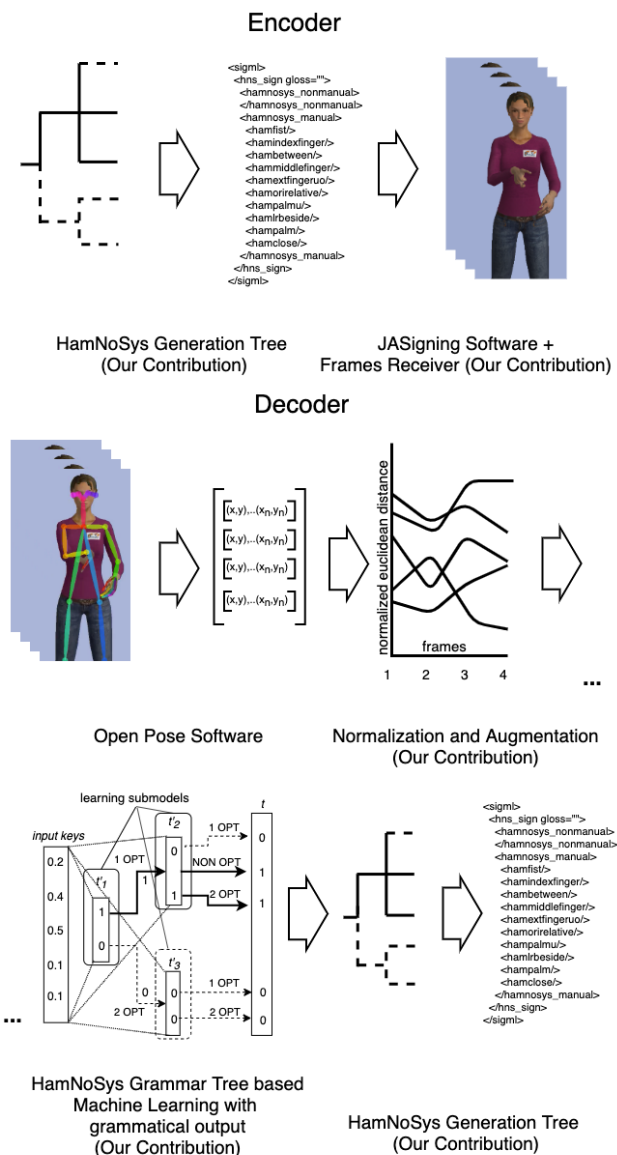 Encoder
<sigml>
<hns_sign gloss="">
<hamnosys_nonmanual>
</hamnosys_nonmanual>
<hamnosys_manual>
<hamfist/>
<hamindexfinger/>
<hambetween/>
<hammiddlefinger/>
<hamextfingeruo/>
<hamorirelative/>
<hampalmu/>
<hamlrbeside/>
<hampalm/>
<hamclose/>
</hamnosys_manual>
</hns_sign>
</sigml>
HamNoSys Generation Tree
(Our Contribution)
JASigning Software +
Frames Receiver (Our Contribution)
Decoder
[(x,y),..(xn,yn)]
[(x,y),..(xn,yn)]
[(x,y),..(xn,yn)]
[(x,y),..(xn,yn)]
normalized euclidean distance
frames
1 2 3 4
...
Open Pose Software
Normalization and Augmentation
(Our Contribution)
learning submodels
input keys
0.2
0.4
0.5
0.1
0.1
...
t'1
1
0
1 OPT
1
0
2 OPT
t'2
0
1
t'3
0
0
1 OPT
NON OPT
2 OPT
1 OPT
2 OPT
t
0
1
1
0
0
<sigml>
<hns_sign gloss="">
<hamnosys_nonmanual>
</hamnosys_nonmanual>
<hamnosys_manual>
<hamfist/>
<hamindexfinger/>
<hambetween/>
<hammiddlefinger/>
<hamextfingeruo/>
<hamorirelative/>
<hampalmu/>
<hamlrbeside/>
<hampalm/>
<hamclose/>
</hamnosys_manual>
</hns_sign>
</sigml>
HamNoSys Grammar Tree based
Machine Learning with
grammatical output
(Our Contribution)
HamNoSys Generation Tree
(Our Contribution)